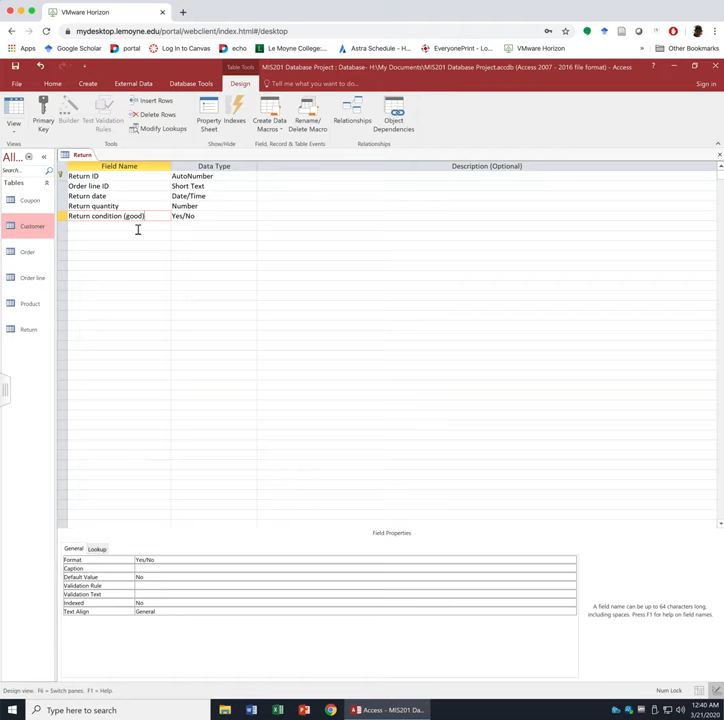 VMware Horizon
mydesktop.lemoyne.edu/portal/webclient/index.html#/desktop
Apps Google Scholar portal Log In to Canvas echo Le Moyne College:... Astra Schedule - H... EveryonePrint - Lo... VMware Horizon » Other Bookmarks
Table Tools MIS201 Database Project : Database- H:\My Documents\MIS201 Database Project.accdb (Access 2007 - 2016 file format) - Access
File Home Create External Data Database Tools Design Tell me what you want to do... Sign in
View
Primary Key
Builder
Test Validation Rules
Insert Rows
Delete Rows
Modify Lookups
Property Sheet
Indexes
Create Data Macros
Rename/ Delete Macro
Relationships
Object Dependencies
Views Tools Show/Hide Field, Record & Table Events Relationships
All...
Search...
Tables
Coupon
Customer
Order
Order line
Product
Return
Return
Field Name Data Type Description (Optional)
Return ID AutoNumber
Order line ID Short Text
Return date Date/Time
Return quantity Number
Return condition (good) Yes/No
Field Properties
General Lookup
Format Yes/No
Caption
Default Value No
Validation Rule
Validation Text
Indexed No
Text Align General
A field name can be up to 64 characters long,
including spaces. Press F1 for help on field names.
Design view. F6 = Switch panes. F1 = Help. Num Lock
Type here to search
Access - MIS201 Da...
12:40 AM
3/21/2020